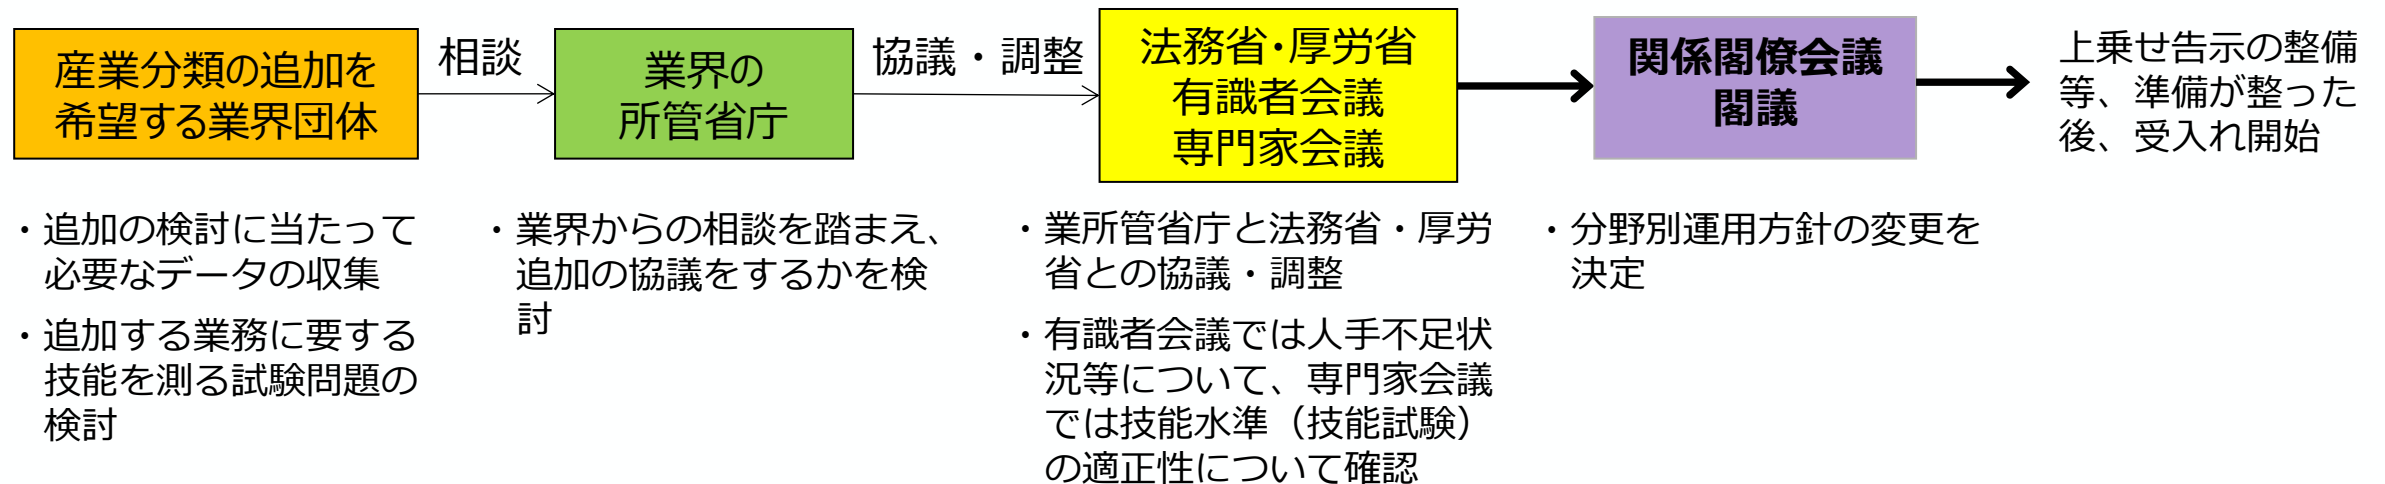 産業分類の追加を
希望する業界団体
相談
業界の
所管省庁
協議・調整
法務省・厚労省
有識者会議
専門家会議
関係閣僚会議
閣議
上乗せ告示の整備
等、準備が整った
後、受入れ開始
・追加の検討に当たって
必要なデータの収集
・追加する業務に要する
技能を測る試験問題の
検討
・業界からの相談を踏まえ、
追加の協議をするかを検
討
・業所管省庁と法務省・厚労
省との協議・調整
・有識者会議では人手不足状
況等について、専門家会議
では技能水準（技能試験）
の適正性について確認
・分野別運用方針の変更を
決定